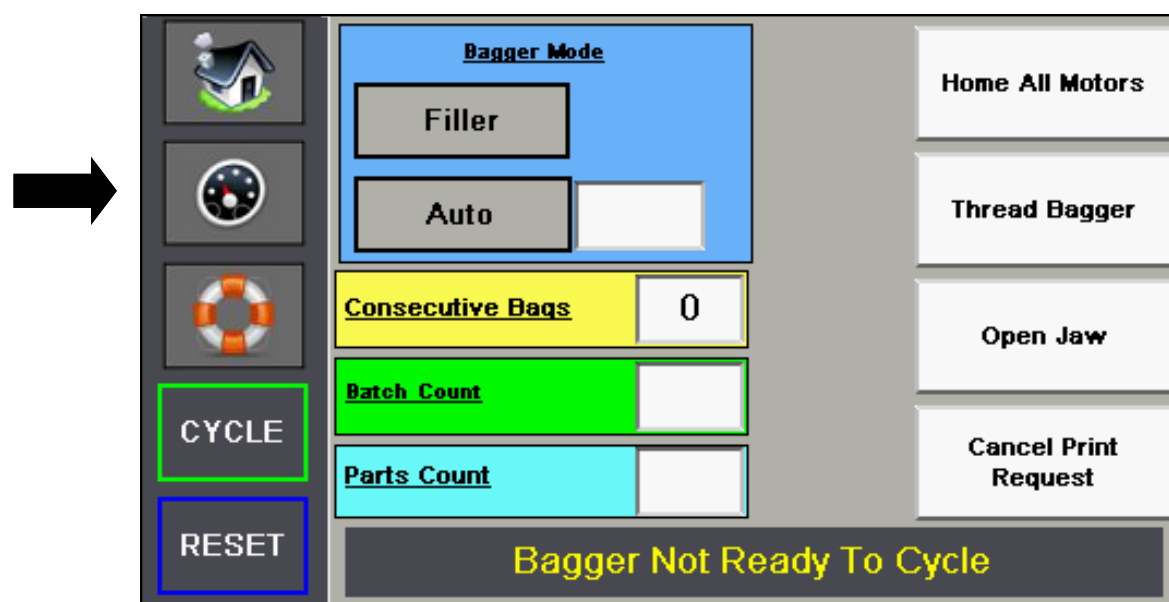 Bagger Mode
Filler
Auto
Consecutive Bags
0
Batch Count
Parts Count
Home All Motors
Thread Bagger
Open Jaw
Cancel Print
Request
CYCLE
RESET
Bagger Not Ready To Cycle